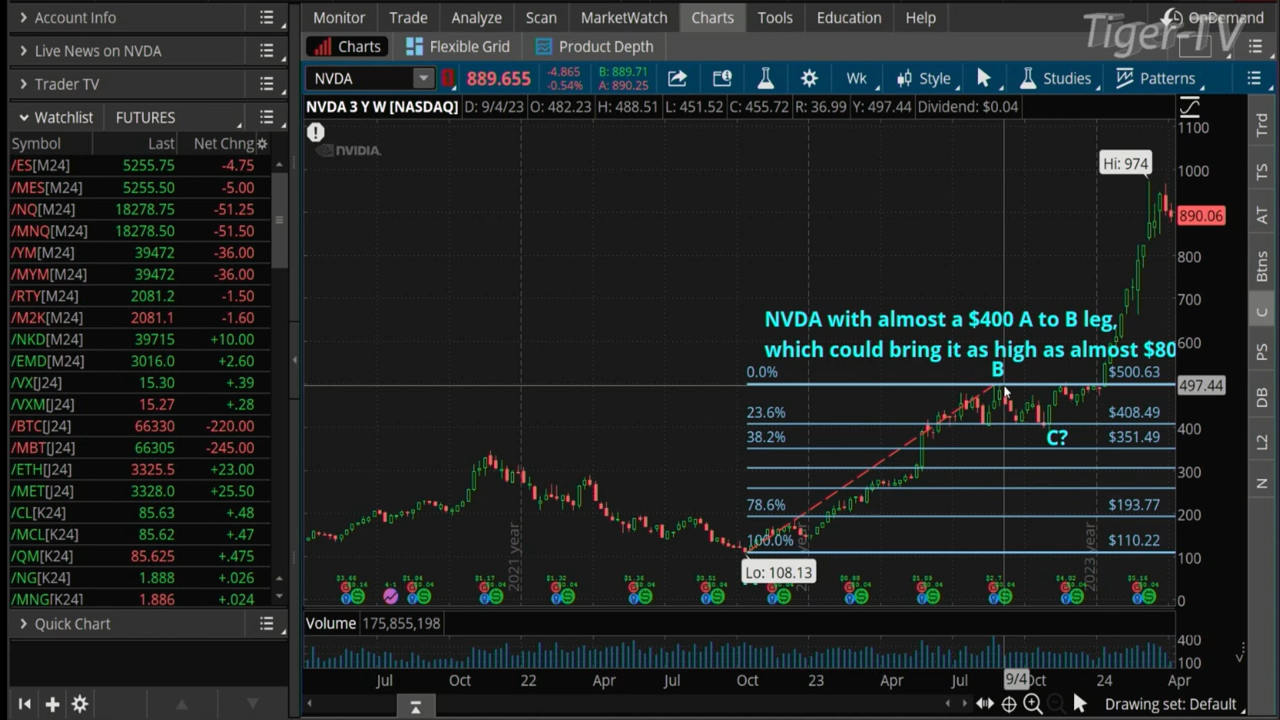 Account Info
Live News on NVDA
Trader TV
Watchlist FUTURES
Symbol Last Net Chng
/ES[M24] 5255.75 -4.75
/MES[M24] 5255.50 -5.00
/NQ[M24] 18278.75 -51.25
/MNQ[M24] 18278.50 -51.50
/YM[M24] 39472 -36.00
/MYM[M24] 39472 -36.00
/RTY[M24] 2081.2 -1.50
/M2K[M24] 2081.1 -1.60
/NKD[M24] 39715 +10.00
/EMD[M24] 3016.0 +2.60
/VX[J24] 15.30 +.39
/VXM[J24] 15.27 +.28
/BTC[J24] 66330 -220.00
/MBT[J24] 66305 -245.00
/ETH[J24] 3325.5 +23.00
/MET[J24] 3328.0 +25.50
/CL[K24] 85.63 +.48
/MCL[K24] 85.62 +.47
/QM[K24] 85.625 +.475
/NG[K24] 1.888 +.026
/MNG[K24] 1.886 +.024
Quick Chart
Monitor Trade Analyze Scan MarketWatch Charts Tools Education Help
OnDemand
Tiger-TV
Charts Flexible Grid Product Depth
NVDA 889.655 -4.865 -0.54% B: 889.71 A: 890.25 Wk Style Studies Patterns
NVDA 3 Y W [NASDAQ] D: 9/4/23 O: 482.23 H: 488.51 L: 451.52 C: 455.72 R: 36.99 Y: 497.44 Dividend: $0.04
NVIDIA.
1100
Hi: 974
1000
890.06
800
700
NVDA with almost a $400 A to B leg,
600
which could bring it as high as almost $80
0.0% B $500.63
497.44
23.6% $408.49
400
38.2% C? $351.49
300
78.6% $193.77
200
100.0% $110.22
100
Lo: 108.13
2021 year
2023 year
0
Volume 175,855,198
400
100
Jul Oct 22 Apr Jul Oct 23 Apr Jul 9/4 Oct 24 Apr
Drawing set: Default
Trd
TS
AT
Btns
C
PS
DB
L2
N